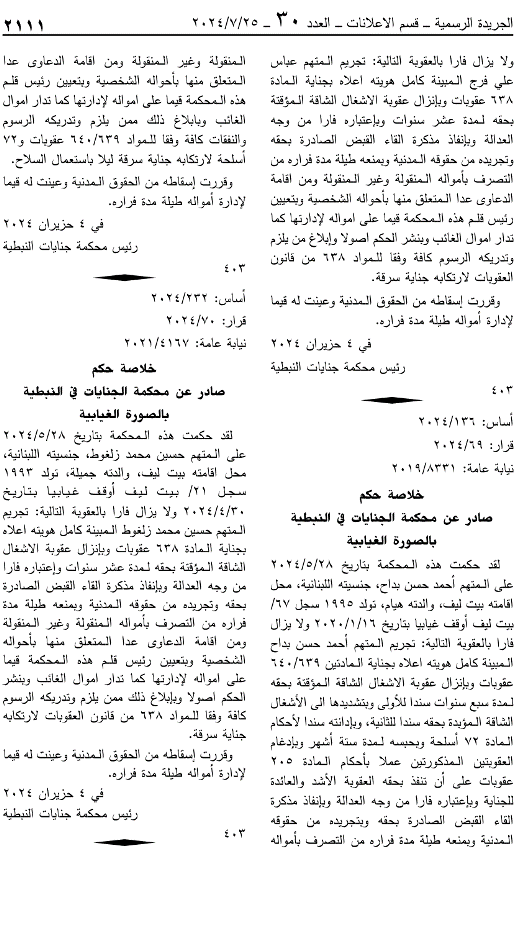 الجريدة الرسمية ــ قسم الاعلانات ــ العدد ٣٠ ــ ٢٠٢٤/٧/٢٥
٢١١١
ولا يزال فارا بالعقوبة التالية: تجريم المتهم عباس
علي فرج المبينة كامل هويته اعلاه بجناية المادة
٦٣٨ عقوبات وبإنزال عقوبة الاشغال الشاقة المؤقتة
بحقه لمدة عشر سنوات وبإعتباره فارا من وجه
العدالة وبإنفاذ مذكرة القاء القبض الصادرة بحقه
وتجريده من حقوقه المدنية وبمنعه طيلة مدة فراره من
التصرف بأمواله المنقولة وغير المنقولة ومن اقامة
الدعاوى عدا المتعلق منها بأحواله الشخصية وبتعيين
رئيس قلم هذه المحكمة قيما على امواله لإدارتها كما
تدار اموال الغائب وبنشر الحكم اصولا وإبلاغ من يلزم
وتدريكه الرسوم كافة وفقا للمواد ٦٣٨ من قانون
العقوبات لارتكابه جناية سرقة.
وقررت إسقاطه من الحقوق المدنية وعينت له قيما
لإدارة أمواله طيلة مدة فراره.
في ٤ حزيران ٢٠٢٤
رئيس محكمة جنايات النبطية
٤٠٣
أساس: ٢٠٢٤/١٣٦
قرار: ٢٠٢٤/٦٩
نيابة عامة: ٢٠١٩/٨٣٣١
خلاصة حكم
صادر عن محكمة الجنايات في النبطية
بالصورة الغيابية
لقد حكمت هذه المحكمة بتاريخ ٢٠٢٤/٥/٢٨
على المتهم أحمد حسن بداح، جنسيته اللبنانية، محل
اقامته بيت ليف، والدته هيام، تولد ١٩٩٥ سجل ٦٧/
بيت ليف أوقف غيابيا بتاريخ ٢٠٢٠/١/١٦ ولا يزال
فارا بالعقوبة التالية: تجريم المتهم أحمد حسن بداح
المبينة كامل هويته اعلاه بجناية المادتين ٦٤٠/٦٣٩
عقوبات وبإنزال عقوبة الاشغال الشاقة المؤقتة بحقه
لمدة سبع سنوات سندا للأولى وبتشديدها الى الأشغال
الشاقة المؤبدة بحقه سندا للثانية، وبإدانته سندا لأحكام
المادة ٧٢ أسلحة وبحبسه لمدة ستة أشهر وبإدغام
العقوبتين المذكورتين عملا بأحكام المادة ٢٠٥
عقوبات على أن تنفذ بحقه العقوبة الأشد والعائدة
للجناية وبإعتباره فارا من وجه العدالة وبإنفاذ مذكرة
القاء القبض الصادرة بحقه وبتجريده من حقوقه
المدنية وبمنعه طيلة مدة فراره من التصرف بأمواله
المنقولة وغير المنقولة ومن اقامة الدعاوى عدا
المتعلق منها بأحواله الشخصية وبتعيين رئيس قلم
هذه المحكمة قيما على امواله لإدارتها كما تدار اموال
الغائب وبابلاغ ذلك ممن يلزم وتدريكه الرسوم
والنفقات كافة وفقا للمواد ٦٤٠/٦٣٩ عقوبات و٧٢
أسلحة لارتكابه جناية سرقة ليلا باستعمال السلاح.
وقررت إسقاطه من الحقوق المدنية وعينت له قيما
لإدارة أمواله طيلة مدة فراره.
في ٤ حزيران ٢٠٢٤
رئيس محكمة جنايات النبطية
٤٠٣
أساس: ٢٠٢٤/٢٣٢
قرار: ٢٠٢٤/٧٠
نيابة عامة: ٢٠٢١/٤١٦٧
خلاصة حكم
صادر عن محكمة الجنايات في النبطية
بالصورة الغيابية
لقد حكمت هذه المحكمة بتاريخ ٢٠٢٤/٥/٢٨
على المتهم حسين محمد زلغوط، جنسيته اللبنانية،
محل اقامته بيت ليف، والدته جميلة، تولد ١٩٩٣
سجل ٢١/ بيت ليف أوقف غيابيا بتاريخ
٢٠٢٤/٤/٣٠ ولا يزال فارا بالعقوبة التالية: تجريم
المتهم حسين محمد زلغوط المبينة كامل هويته اعلاه
بجناية المادة ٦٣٨ عقوبات وبإنزال عقوبة الاشغال
الشاقة المؤقتة بحقه لمدة عشر سنوات وإعتباره فارا
من وجه العدالة وبإنفاذ مذكرة القاء القبض الصادرة
بحقه وتجريده من حقوقه المدنية وبمنعه طيلة مدة
فراره من التصرف بأمواله المنقولة وغير المنقولة
ومن اقامة الدعاوى عدا المتعلق منها بأحواله
الشخصية وبتعيين رئيس قلم هذه المحكمة قيما
على امواله لإدارتها كما تدار اموال الغائب وبنشر
الحكم اصولا وبإبلاغ ذلك ممن يلزم وتدريكه الرسوم
كافة وفقا للمواد ٦٣٨ من قانون العقوبات لارتكابه
جناية سرقة.
وقررت إسقاطه من الحقوق المدنية وعينت له قيما
لإدارة أمواله طيلة مدة فراره.
في ٤ حزيران ٢٠٢٤
رئيس محكمة جنايات النبطية
٤٠٣